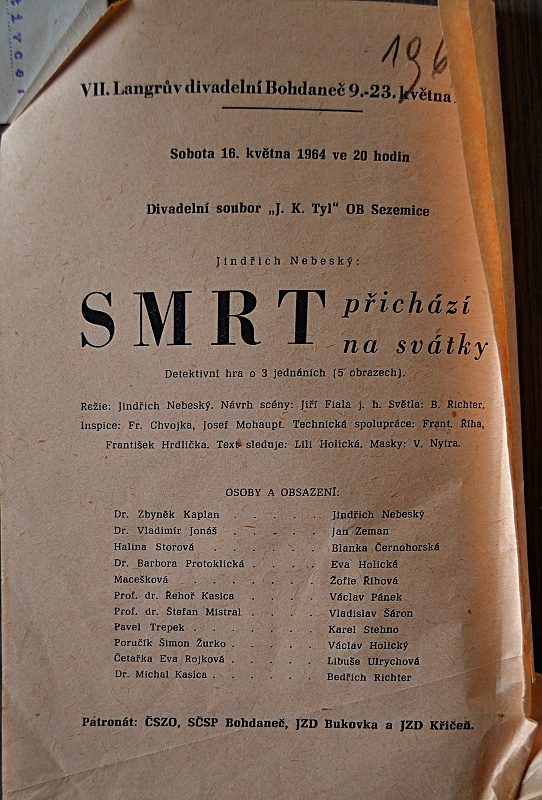 196
VII. Langrův divadelní Bohdaneč 9.-23. května
Sobota 16. května 1964 ve 20 hodin
Divadelní soubor „J. K. Tyl“ OB Sezemice
Jindřich Nebeský:
SMRT přichází
na svátky
Detektivní hra o 3 jednáních (5 obrazech).
Režie: Jindřich Nebeský. Návrh scény: Jiří Fiala j. h. Světla: B. Richter.
Inspice: Fr. Chvojka, Josef Mohaupt. Technická spolupráce: Frant. Říha,
František Hrdlička. Text sleduje: Lili Holická. Masky: V. Nytra.
OSOBY A OBSAZENÍ:
Dr. Zbyněk Kaplan . . . . . Jindřich Nebeský
Dr. Vladimír Jonáš . . . . . Jan Zeman
Halina Storová . . . . . . Blanka Černohorská
Dr. Barbora Protoklická . . . . Eva Holická
Macešková . . . . . . Žofie Říhová
Prof. dr. Řehoř Kasica . . . . Václav Pánek
Prof. dr. Štefan Mistral . . . . Vladislav Šáron
Pavel Trepek . . . . . . Karel Stehno
Poručík Šimon Žurko . . . . . Václav Holický
Četařka Eva Rojková . . . . . Libuše Ulrychová
Dr. Michal Kasica . . . . . Bedřich Richter
Patronát: ČSZO, SČSP Bohdaneč, JZD Bukovka a JZD Křičeň.